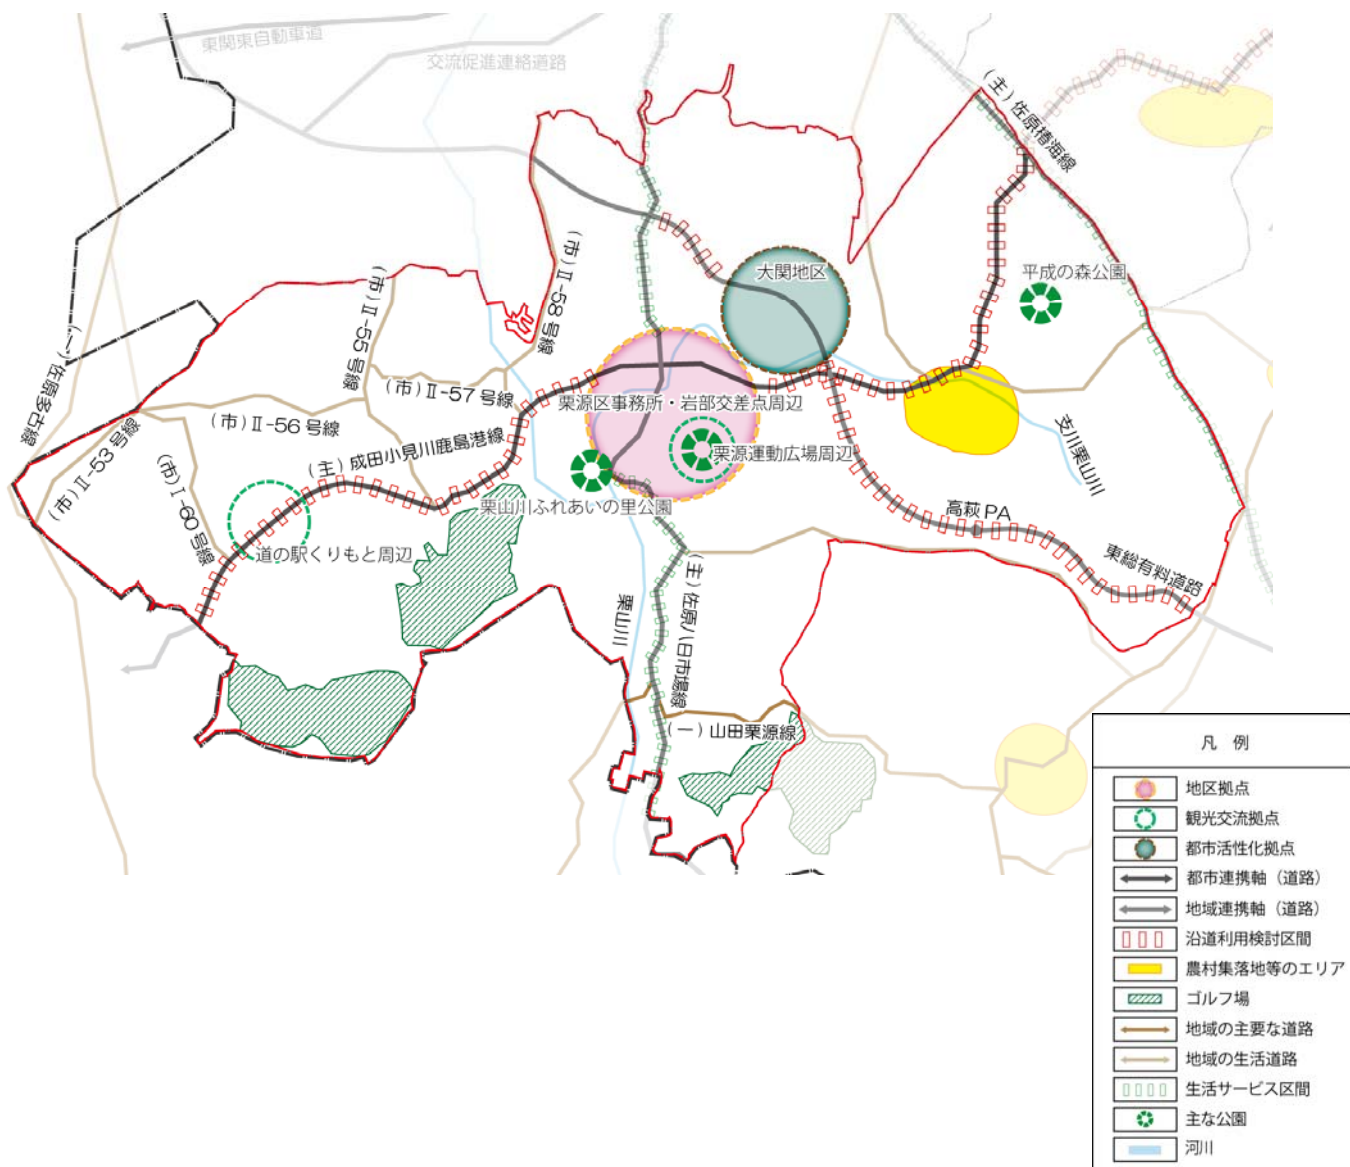 東関東自動車道
交流促進連絡道路
(主)佐原椿海線
大関地区
平成の森公園
(市)Ⅱ-58号線
(市)Ⅱ-55号線
(一)佐原多古線
(市)Ⅱ-57号線
栗源区事務所・岩部交差点周辺
(市)Ⅱ-56号線
(市)Ⅱ-53号線
(主)成田小見川鹿島港線
栗源運動広場周辺
支川栗山川
(市)Ⅰ-60号線
栗山川ふれあいの里公園
高萩PA
道の駅くりもと周辺
東総有料道路
栗山川
(主)佐原八日市場線
(一)山田栗源線
凡例
地区拠点
観光交流拠点
都市活性化拠点
都市連携軸（道路）
地域連携軸（道路）
沿道利用検討区間
農村集落地等のエリア
ゴルフ場
地域の主要な道路
地域の生活道路
生活サービス区間
主な公園
河川